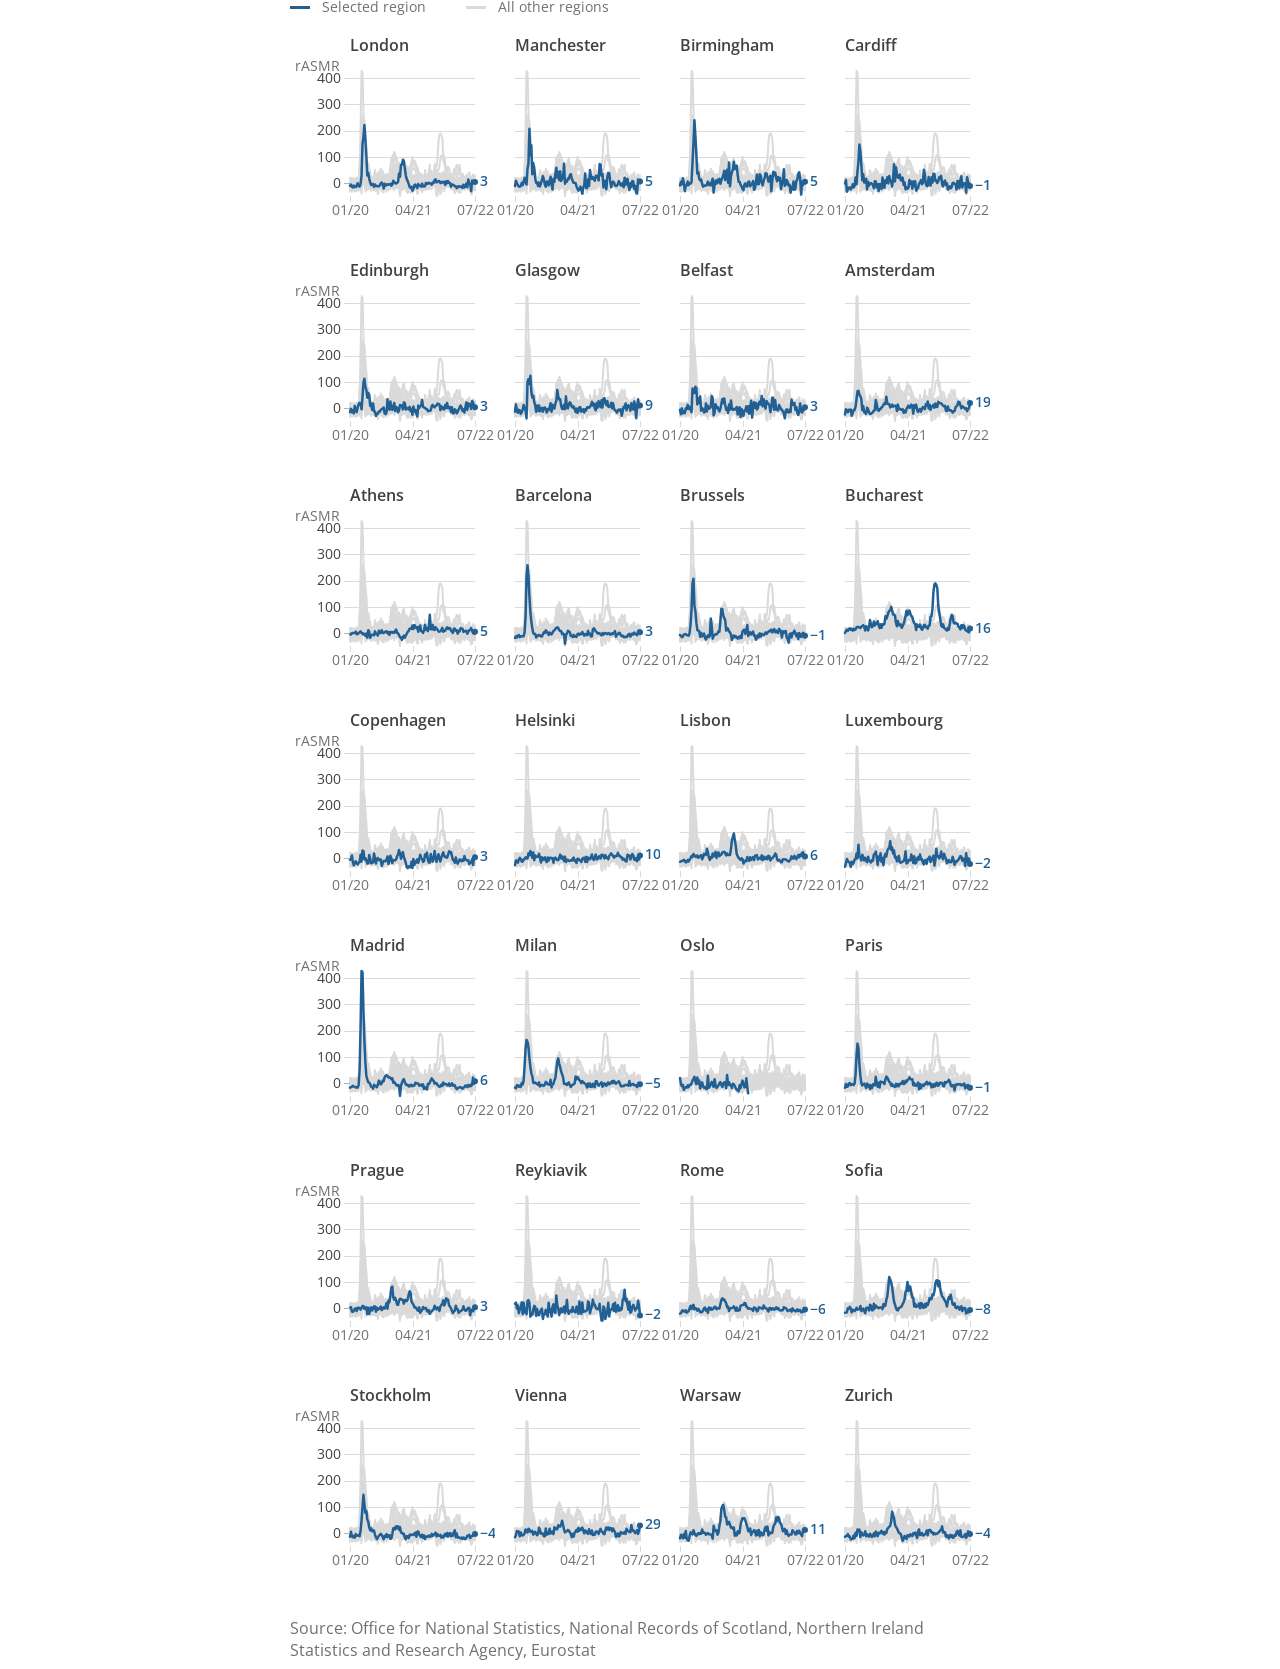 Selected region All other regions
London Manchester Birmingham Cardiff
rASMR
400
300
200
100
0 3 5 5 −1
01/20 04/21 07/22 01/20 04/21 07/22 01/20 04/21 07/22 01/20 04/21 07/22
Edinburgh Glasgow Belfast Amsterdam
rASMR
400
300
200
100
0 3 9 3 19
01/20 04/21 07/22 01/20 04/21 07/22 01/20 04/21 07/22 01/20 04/21 07/22
Athens Barcelona Brussels Bucharest
rASMR
400
300
200
100
0 5 3 −1 16
01/20 04/21 07/22 01/20 04/21 07/22 01/20 04/21 07/22 01/20 04/21 07/22
Copenhagen Helsinki Lisbon Luxembourg
rASMR
400
300
200
100
0 3 10 6 −2
01/20 04/21 07/22 01/20 04/21 07/22 01/20 04/21 07/22 01/20 04/21 07/22
Madrid Milan Oslo Paris
rASMR
400
300
200
100
0 6 −5 −1
01/20 04/21 07/22 01/20 04/21 07/22 01/20 04/21 07/22 01/20 04/21 07/22
Prague Reykiavik Rome Sofia
rASMR
400
300
200
100
0 3 −2 −6 −8
01/20 04/21 07/22 01/20 04/21 07/22 01/20 04/21 07/22 01/20 04/21 07/22
Stockholm Vienna Warsaw Zurich
rASMR
400
300
200
100
0 −4 29 11 −4
01/20 04/21 07/22 01/20 04/21 07/22 01/20 04/21 07/22 01/20 04/21 07/22
Source: Office for National Statistics, National Records of Scotland, Northern Ireland
Statistics and Research Agency, Eurostat